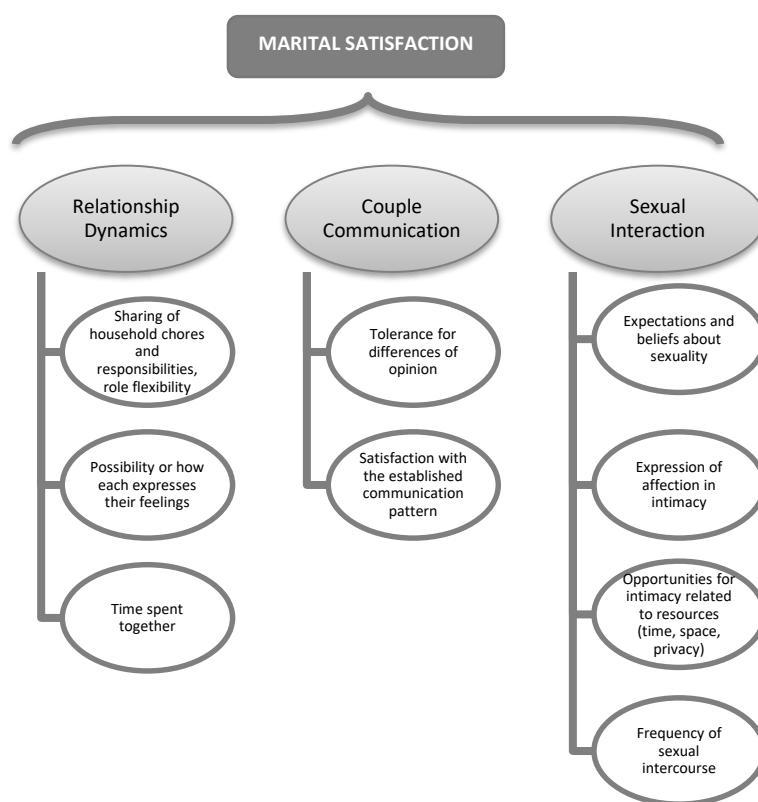 MARITAL SATISFACTION
Relationship
Dynamics
Sharing of
household chores
and
responsibilities,
role flexibility
Possibility or how
each expresses
their feelings
Time spent
together
Couple
Communication
Tolerance for
differences of
opinion
Satisfaction with
the established
communication
pattern
Sexual
Interaction
Expectations and
beliefs about
sexuality
Expression of
affection in
intimacy
Opportunities for
intimacy related
to resources
(time, space,
privacy)
Frequency of
sexual
intercourse